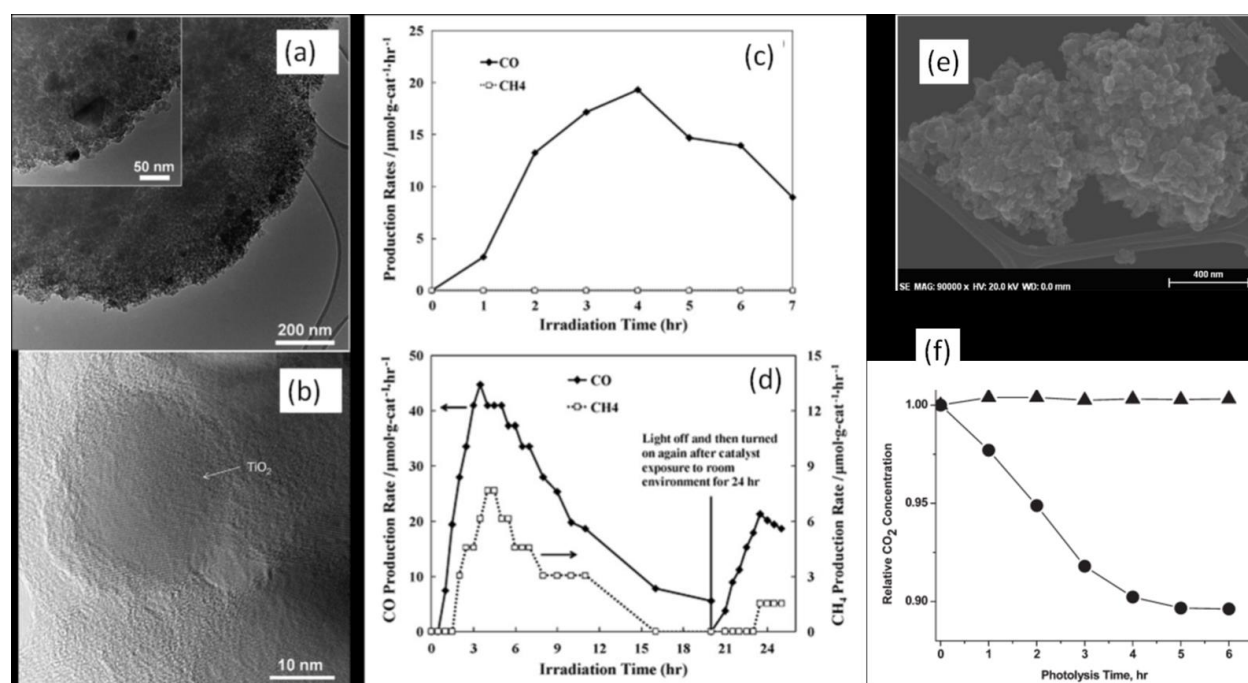 (a)
50 nm
200 nm
(b)
TiO₂
10 nm
(c)
CO
CH4
Production Rates /μmol·g-cat⁻¹·hr⁻¹
25
20
15
10
5
0
0 1 2 3 4 5 6 7
Irradiation Time (hr)
(d)
CO
CH4
CO Production Rate /μmol·g-cat⁻¹·hr⁻¹
50
40
30
20
10
0
Light off and then turned
on again after catalyst
exposure to room
environment for 24 hr
15
12
9
6
3
0
CH₄ Production Rate /μmol·g-cat⁻¹·hr⁻¹
0 3 6 9 12 15 18 21 24
Irradiation Time (hr)
(e)
400 nm
SE MAG: 90000 x HV: 20.0 kV WD: 0.0 mm
(f)
Relative CO₂ Concentration
1.00
0.95
0.90
0 1 2 3 4 5 6
Photolysis Time, hr